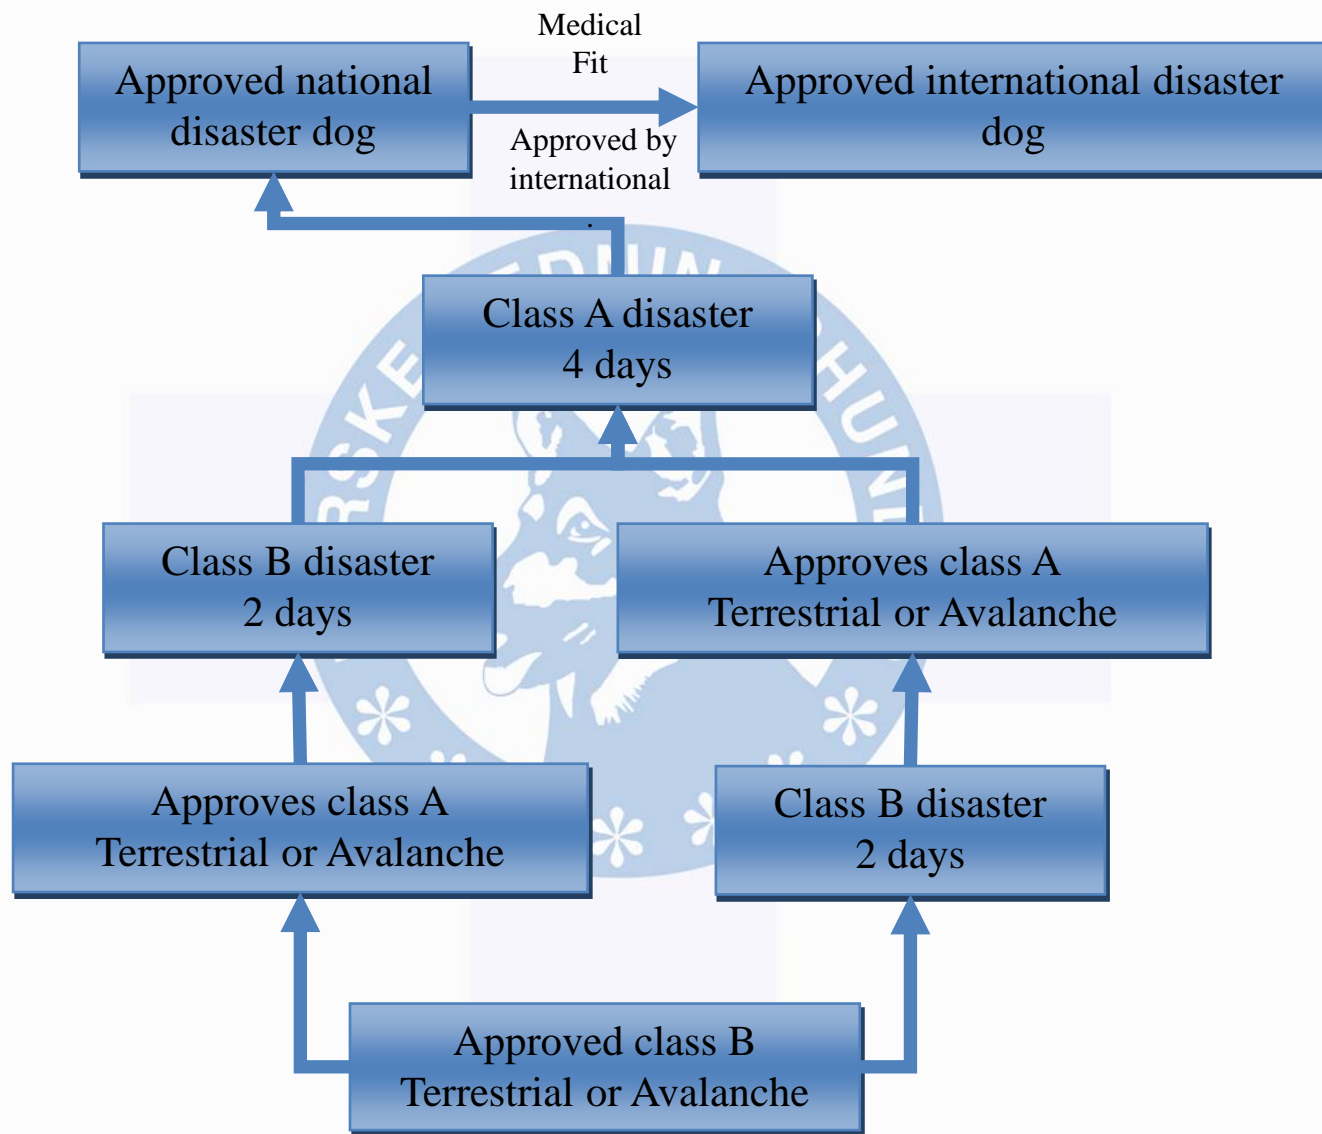 Medical
Fit
Approved national
disaster dog
Approved international disaster
dog
Approved by
international
.
Class A disaster
4 days
Class B disaster
2 days
Approves class A
Terrestrial or Avalanche
Approves class A
Terrestrial or Avalanche
Class B disaster
2 days
Approved class B
Terrestrial or Avalanche